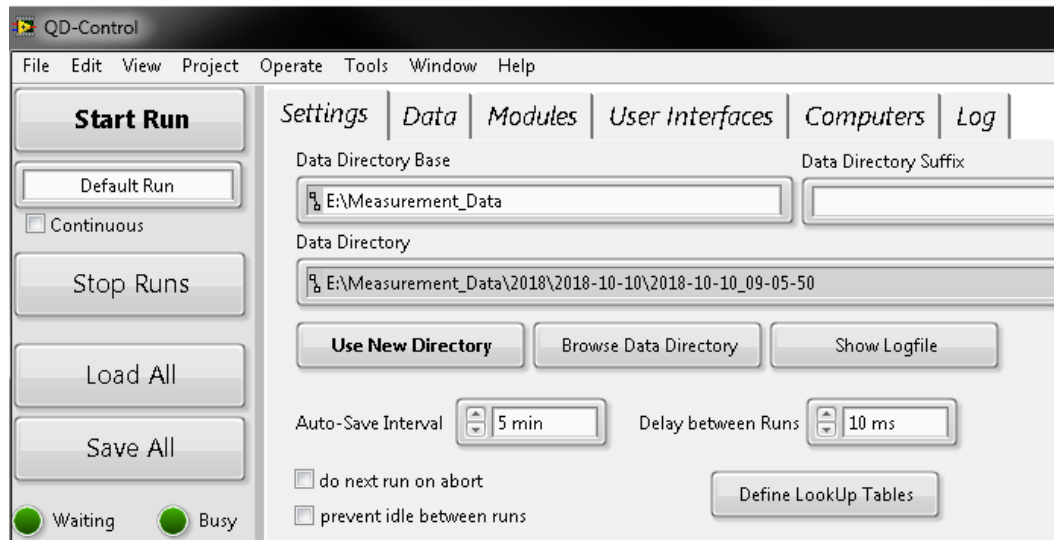 QD-Control
File Edit View Project Operate Tools Window Help
Start Run
Default Run
Continuous
Stop Runs
Load All
Save All
Waiting Busy
Settings Data Modules User Interfaces Computers Log
Data Directory Base Data Directory Suffix
E:\Measurement_Data
Data Directory
E:\Measurement_Data\2018\2018-10-10\2018-10-10_09-05-50
Use New Directory Browse Data Directory Show Logfile
Auto-Save Interval 5 min Delay between Runs 10 ms
do next run on abort
Define LookUp Tables
prevent idle between runs